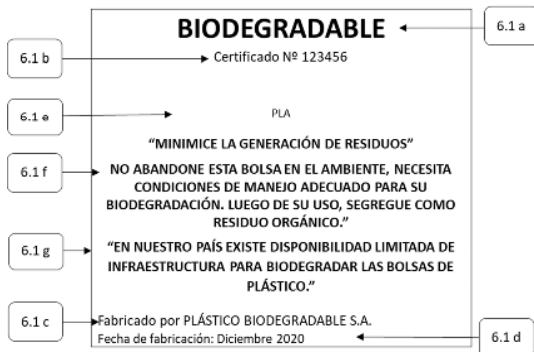 BIODEGRADABLE
6.1 a
6.1 b
Certificado Nº 123456
6.1 e
PLA
“MINIMICE LA GENERACIÓN DE RESIDUOS”
6.1 f
NO ABANDONE ESTA BOLSA EN EL AMBIENTE, NECESITA
CONDICIONES DE MANEJO ADECUADO PARA SU
BIODEGRADACIÓN. LUEGO DE SU USO, SEGREGUE COMO
RESIDUO ORGÁNICO.”
6.1 g
“EN NUESTRO PAÍS EXISTE DISPONIBILIDAD LIMITADA DE
INFRAESTRUCTURA PARA BIODEGRADAR LAS BOLSAS DE
PLÁSTICO.”
6.1 c
Fabricado por PLÁSTICO BIODEGRADABLE S.A.
Fecha de fabricación: Diciembre 2020
6.1 d